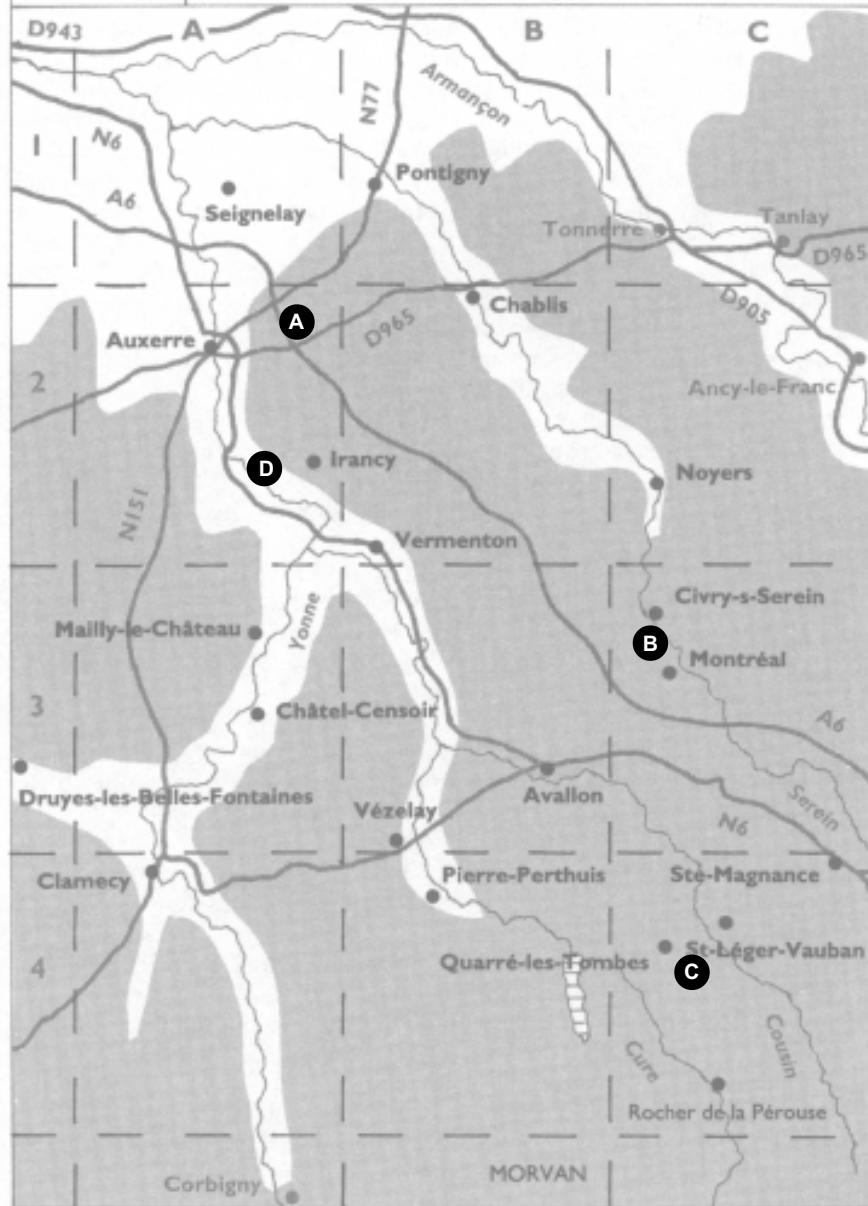 D943
A
B
C
Armançon
N77
N6
1
Pontigny
A6
Seignelay
Tonnerre
Tanlay
D965
Chablis
D905
A
D965
Auxerre
2
Ancy-le-Franc
D
Irancy
Noyers
N151
Vermenton
Civry-s-Serein
Yonne
Mailly-le-Château
B
Montréal
3
Châtel-Censoir
A6
Druyes-les-Belles-Fontaines
Avallon
Serein
Vézelay
N6
Clamecy
Pierre-Perthuis
Sté-Magnance
St-Léger-Vauban
Quarré-les-Tombes
C
4
Cousin
Cure
Rocher de la Pérouse
MORVAN
Corbigny